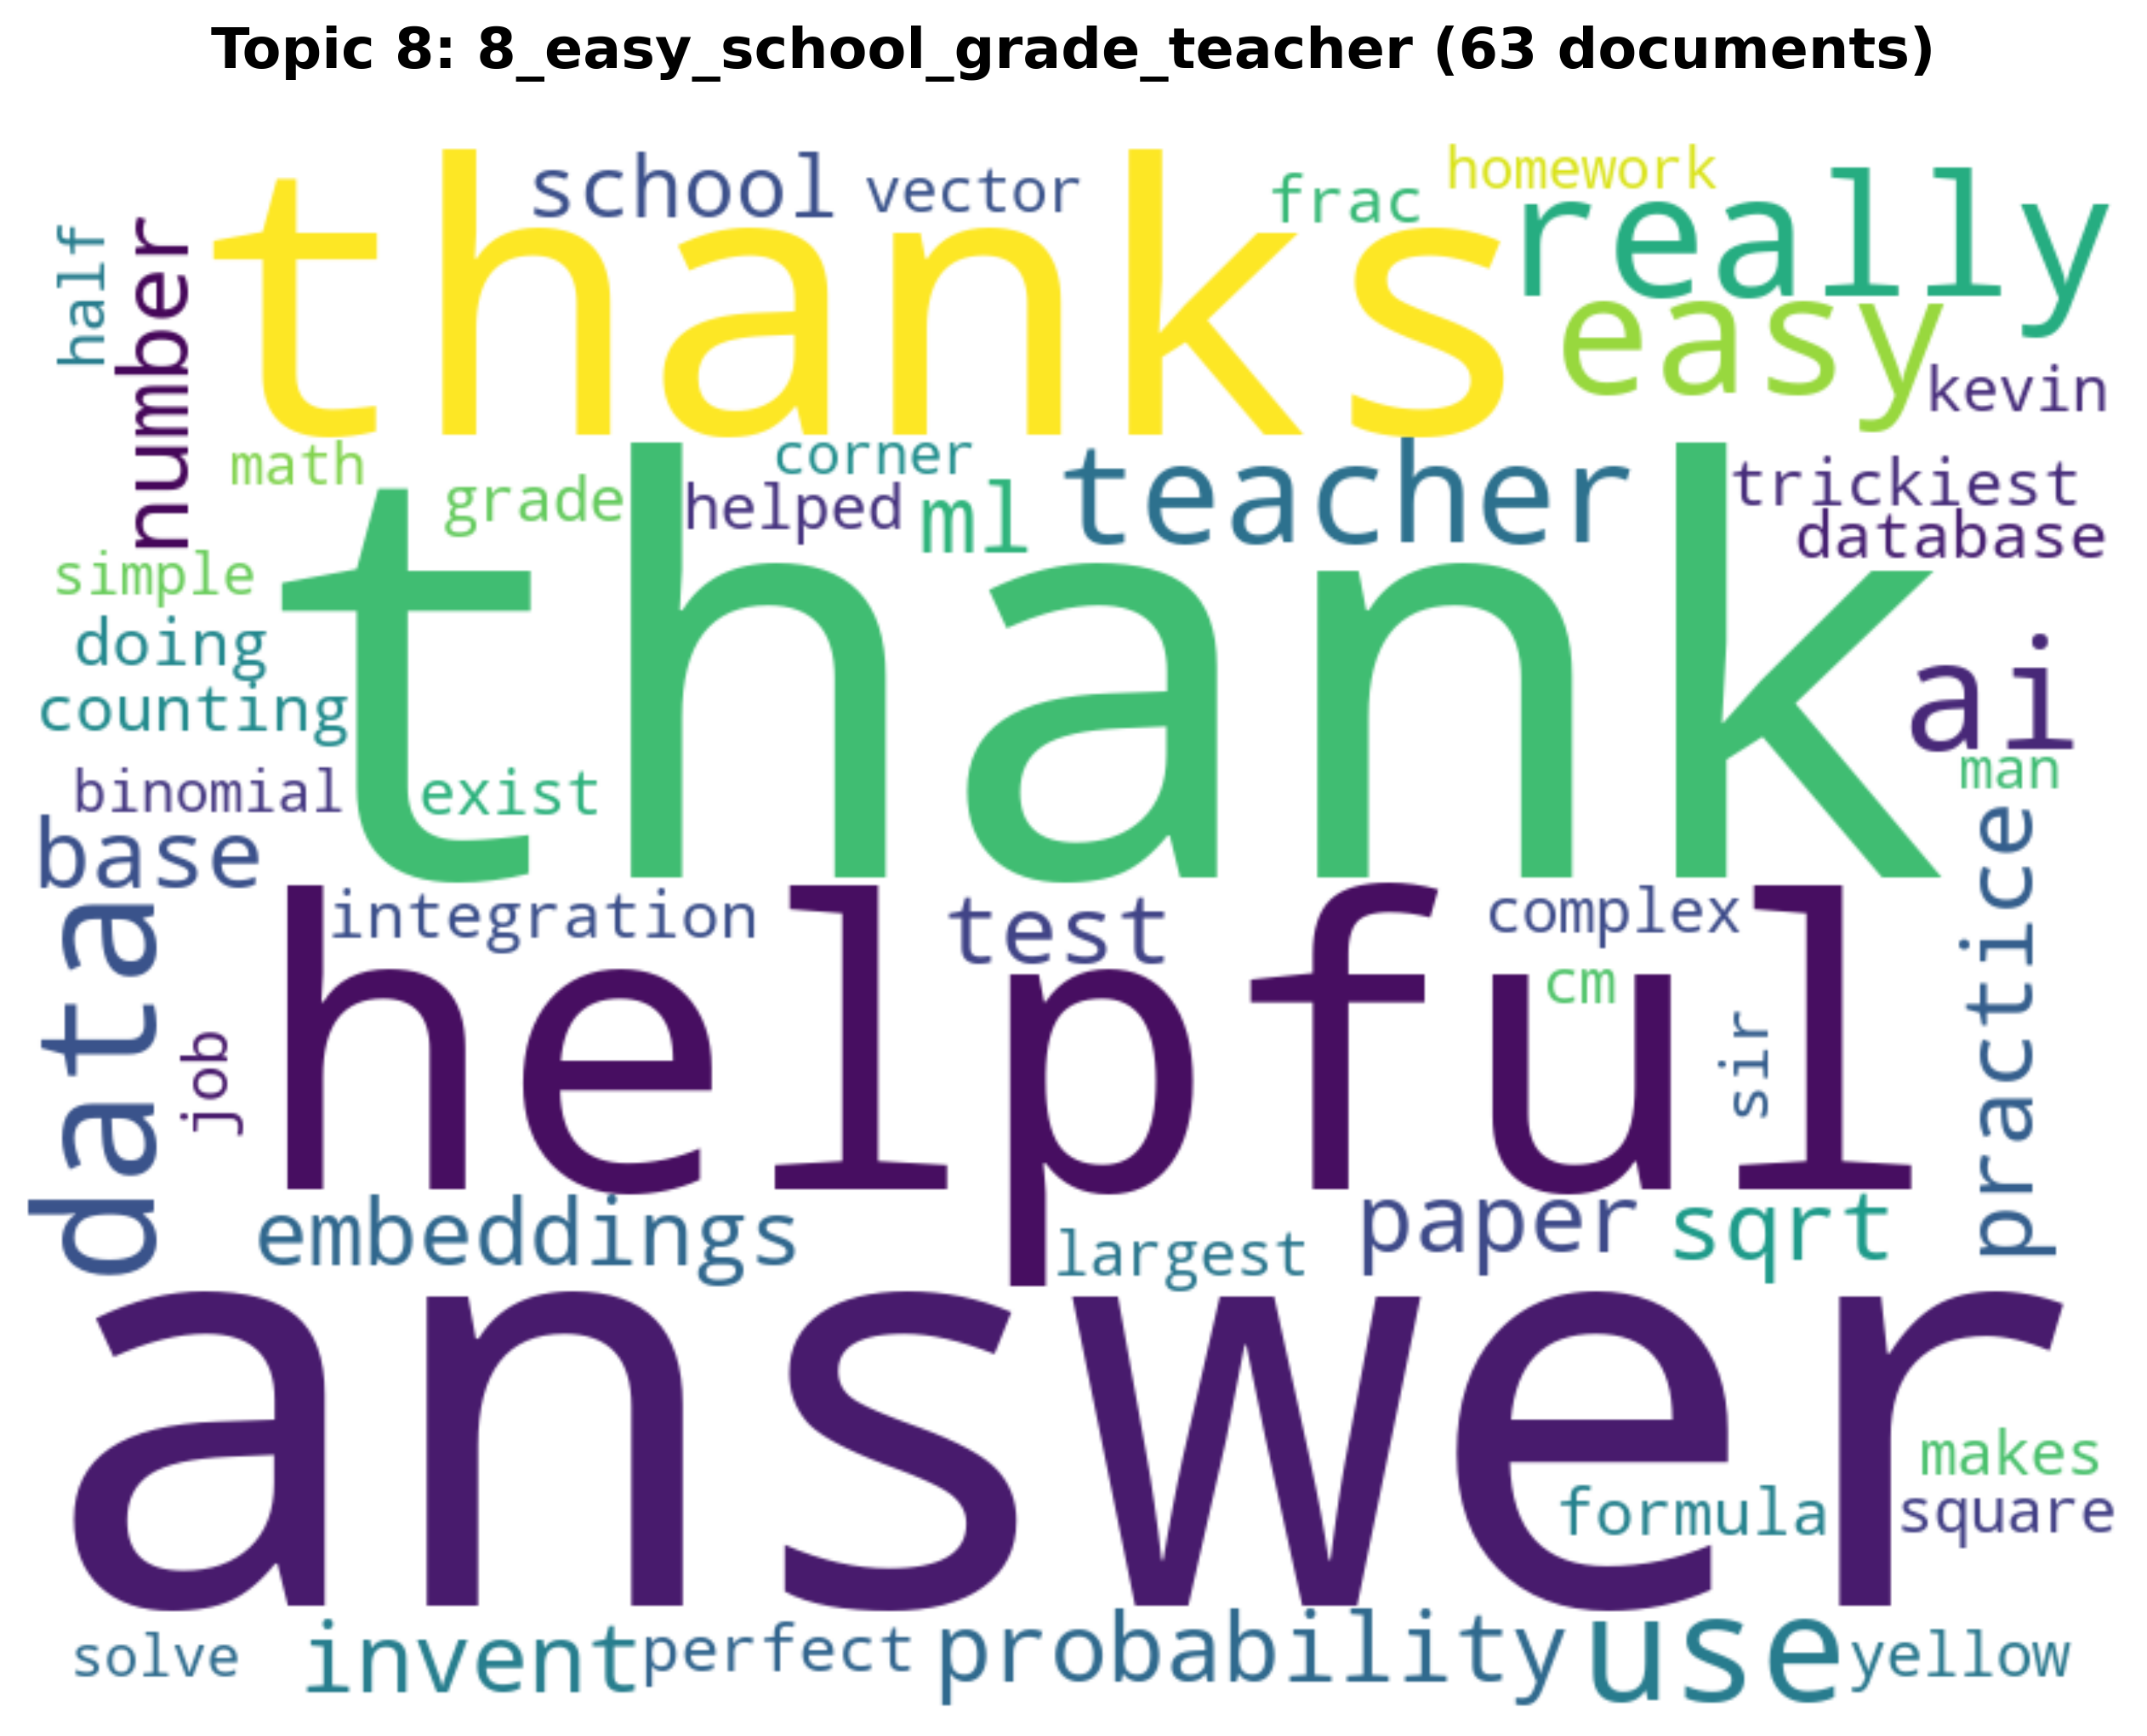 Topic 8: 8_easy_school_grade_teacher (63 documents)
thanks
school
vector
frac
homework
really
easy
kevin
half
number
math
grade
corner
helped
ml
teacher
trickiest
database
simple
thank
doing
counting
ai
man
binomial
exist
base
practice
data
integration
test
complex
cm
helpful
job
sir
embeddings
largest
paper
sqrt
answer
makes
formula
square
solve
invent
perfect
probability
use
yellow